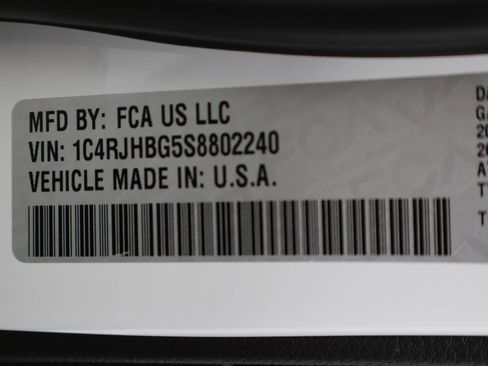 MFD BY: FCA US LLC
VIN: 1C4RJHBG5S8802240
VEHICLE MADE IN: U.S.A.